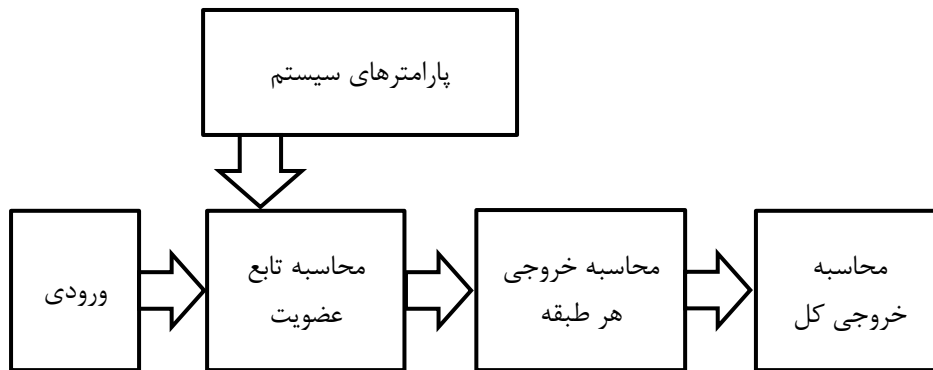 پارامترهای سیستم
ورودی
محاسبه تابع
عضویت
محاسبه خروجی
هر طبقه
محاسبه
خروجی کل